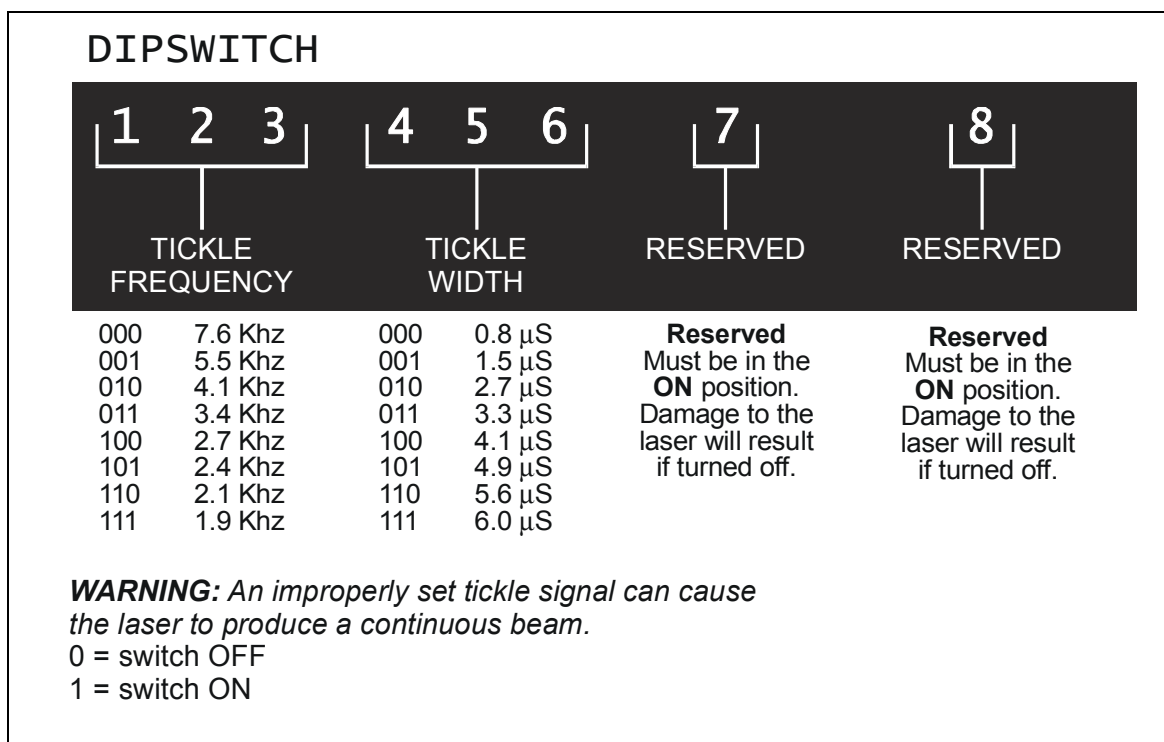 DIPSWITCH
1 2 3 4 5 6 7 8
TICKLE FREQUENCY
TICKLE WIDTH
RESERVED
RESERVED
000 7.6 Khz
001 5.5 Khz
010 4.1 Khz
011 3.4 Khz
100 2.7 Khz
101 2.4 Khz
110 2.1 Khz
111 1.9 Khz
000 0.8 μS
001 1.5 μS
010 2.7 μS
011 3.3 μS
100 4.1 μS
101 4.9 μS
110 5.6 μS
111 6.0 μS
Reserved
Must be in the
ON position.
Damage to the
laser will result
if turned off.
Reserved
Must be in the
ON position.
Damage to the
laser will result
if turned off.
WARNING: An improperly set tickle signal can cause
the laser to produce a continuous beam.
0 = switch OFF
1 = switch ON